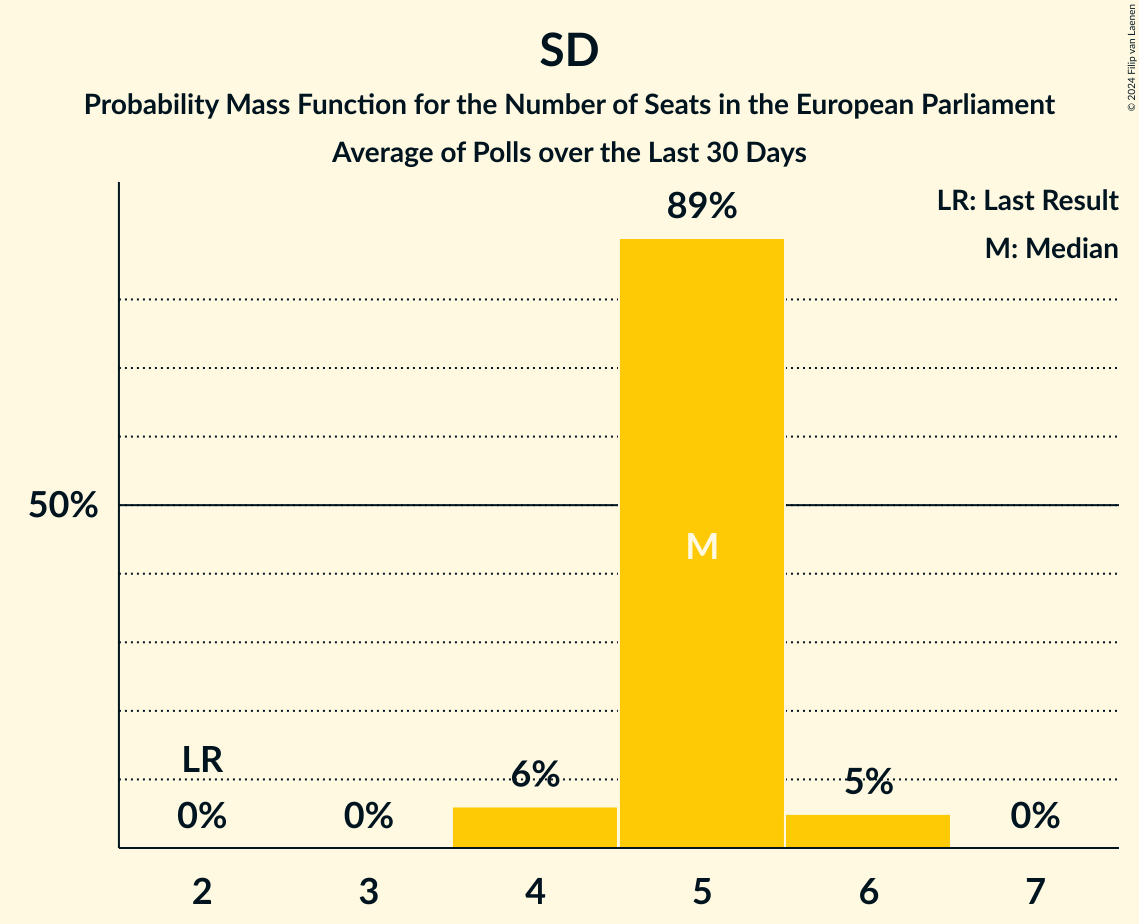 SD
Probability Mass Function for the Number of Seats in the European Parliament
Average of Polls over the Last 30 Days
© 2024 Filip van Laenen
LR: Last Result
M: Median
89%
50%
M
LR
6%
5%
0%
0%
0%
2
3
4
5
6
7